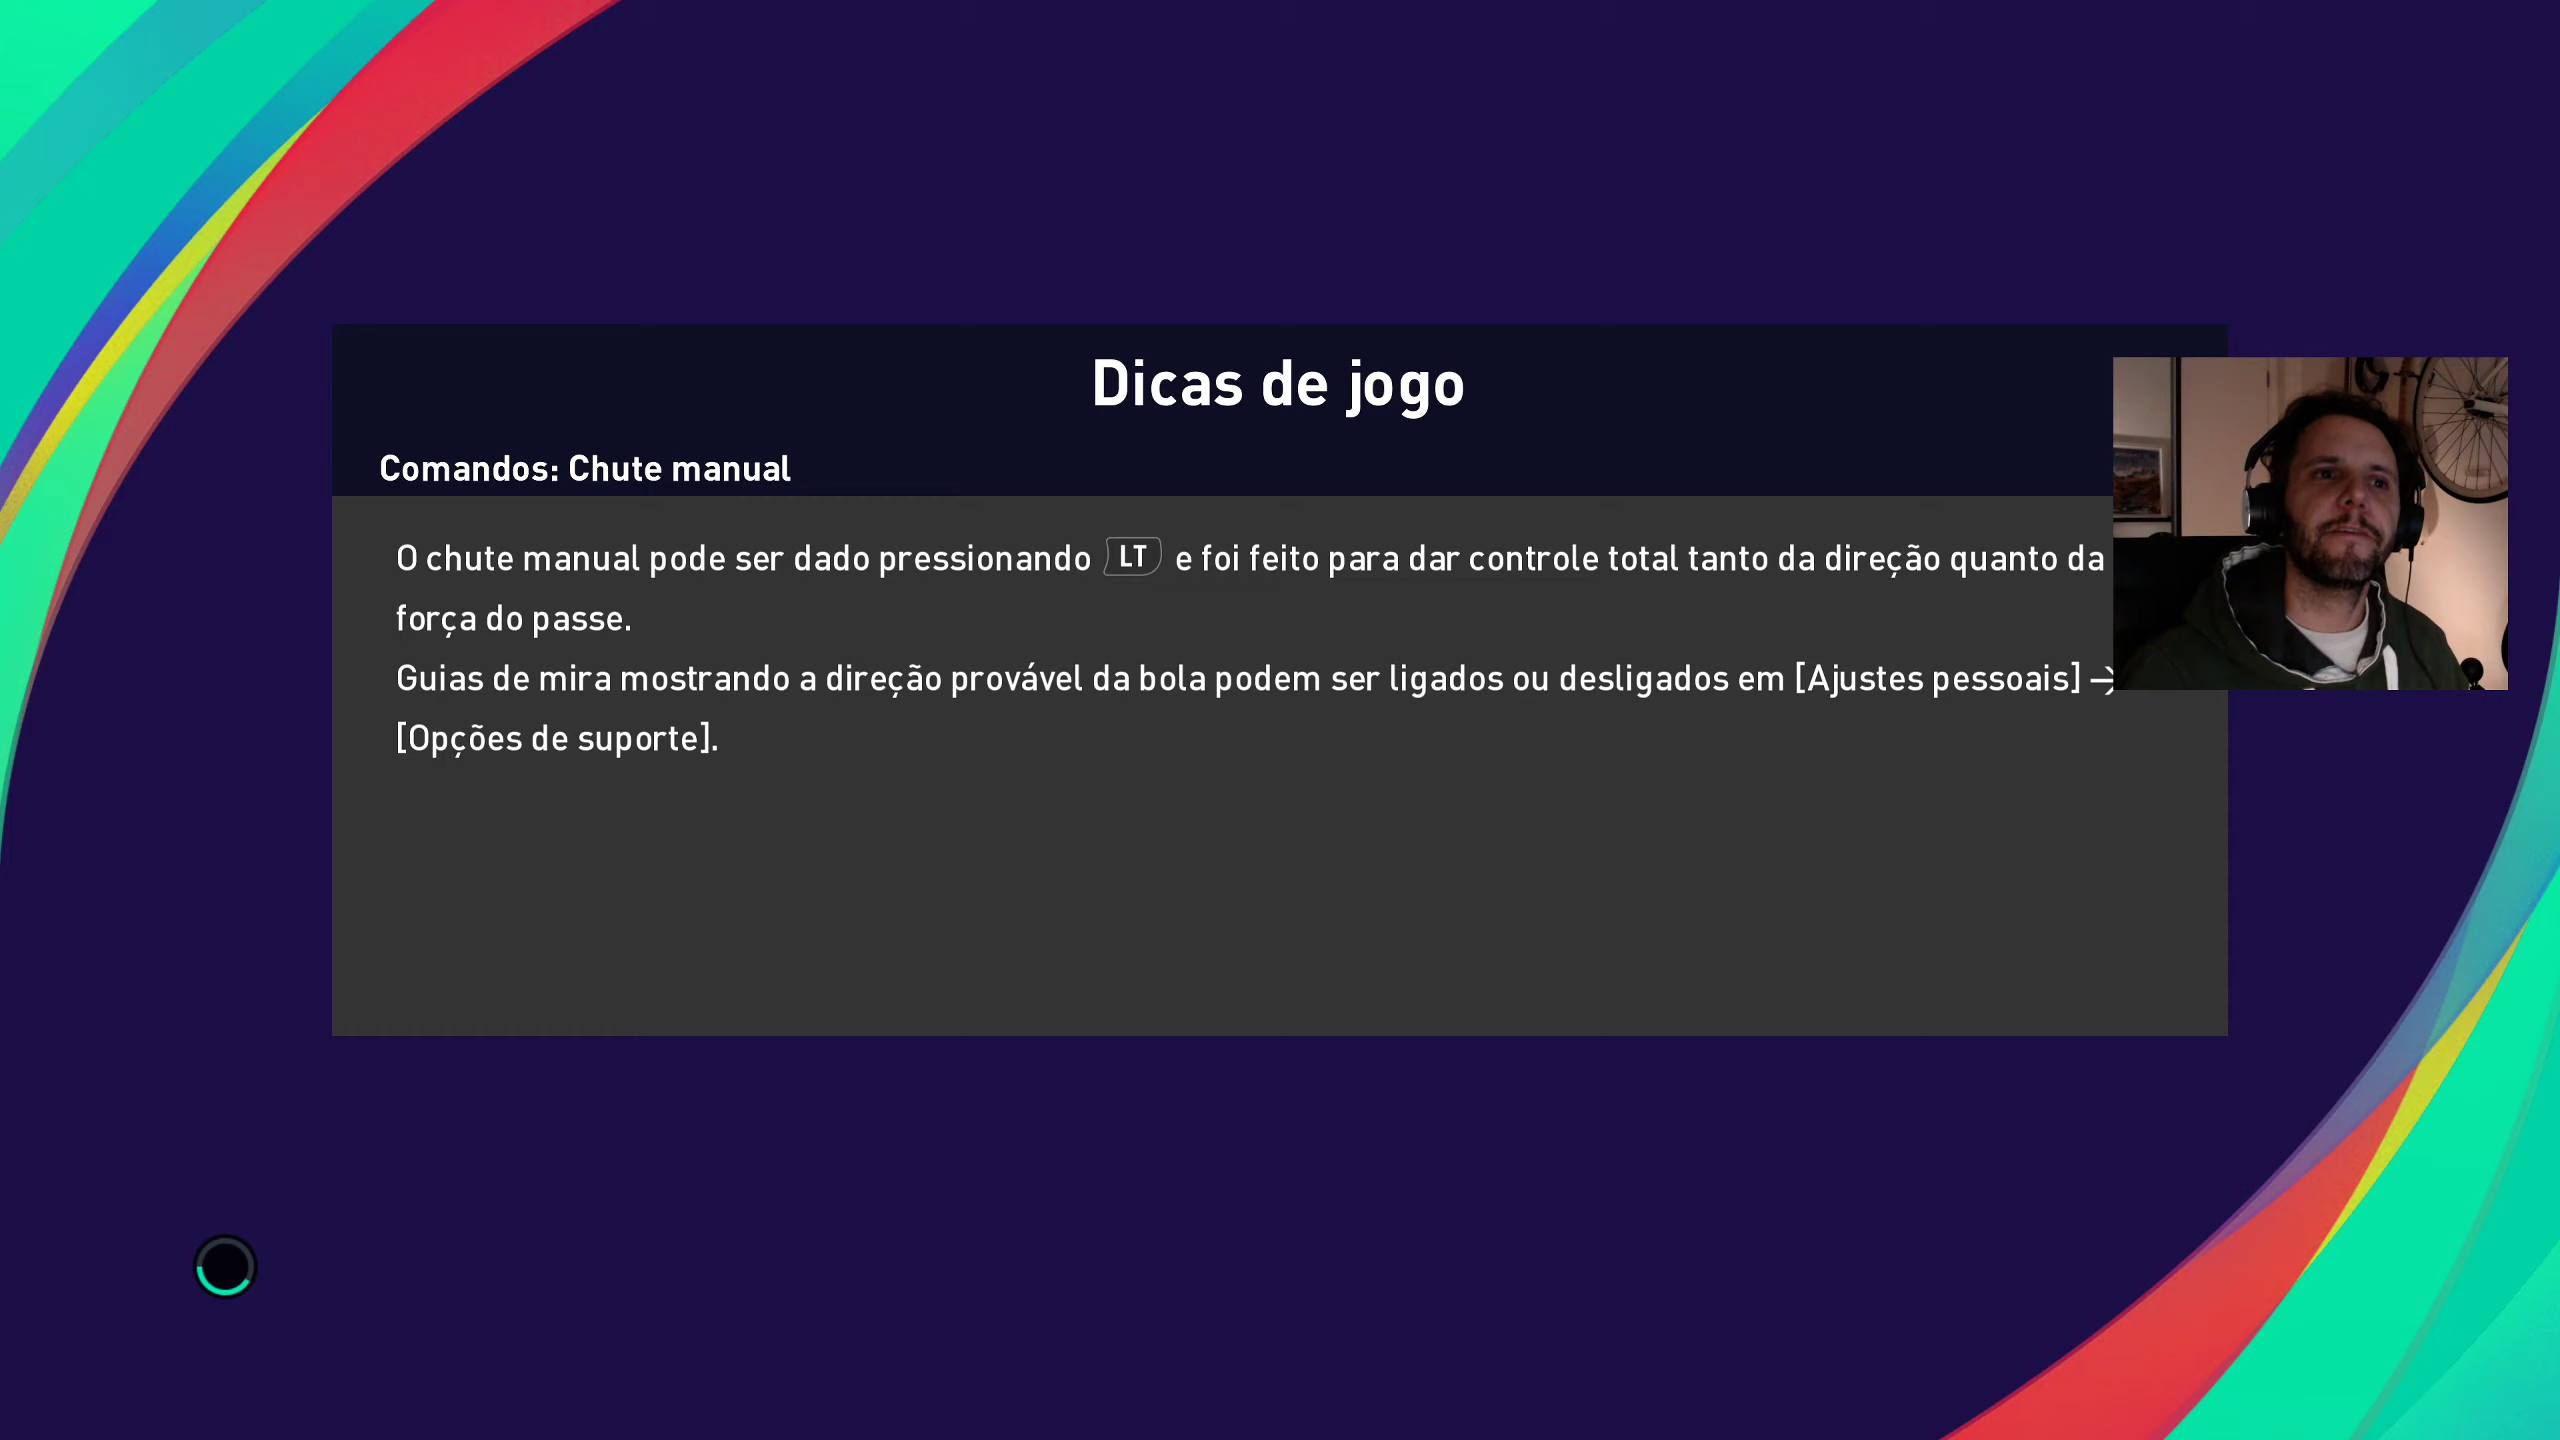 Dicas de jogo
Comandos: Chute manual
O chute manual pode ser dado pressionando LT e foi feito para dar controle total tanto da direção quanto da
força do passe.
Guias de mira mostrando a direção provável da bola podem ser ligados ou desligados em [Ajustes pessoais] →
[Opções de suporte].